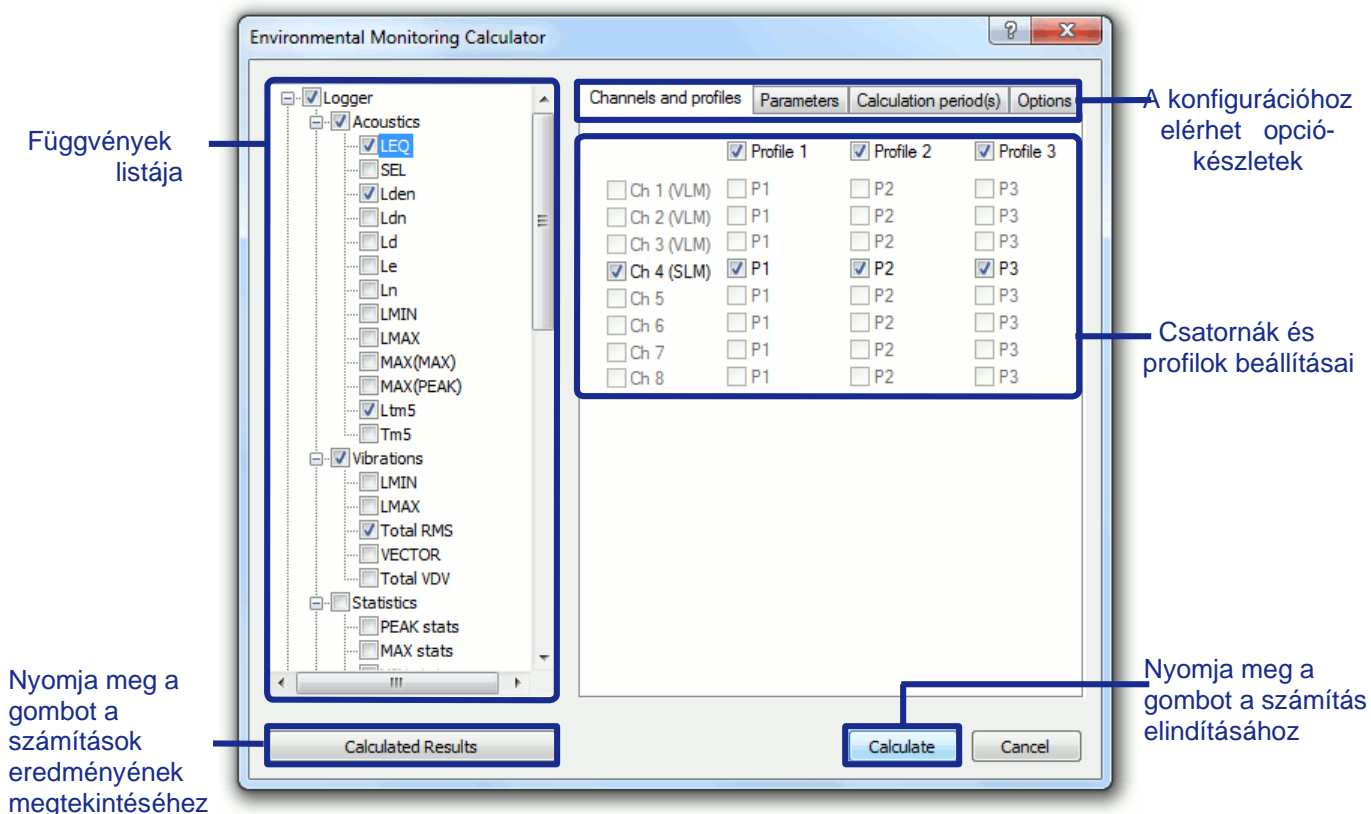 Environmental Monitoring Calculator
Függvények
listája
Logger
Acoustics
LEQ
SEL
Lden
Ldn
Ld
Le
Ln
LMIN
LMAX
MAX(MAX)
MAX(PEAK)
Ltm5
Tm5
Vibrations
LMIN
LMAX
Total RMS
VECTOR
Total VDV
Statistics
PEAK stats
MAX stats
Channels and profiles Parameters Calculation period(s) Options
A konfigurációhoz
elérhet opció-
készletek
Profile 1 Profile 2 Profile 3
Ch 1 (VLM) P1 P2 P3
Ch 2 (VLM) P1 P2 P3
Ch 3 (VLM) P1 P2 P3
Ch 4 (SLM) P1 P2 P3
Ch 5 P1 P2 P3
Ch 6 P1 P2 P3
Ch 7 P1 P2 P3
Ch 8 P1 P2 P3
Csatornák és
profilok beállításai
Nyomja meg a
gombot a
számítások
eredményének
megtekintéséhez
Calculated Results
Calculate Cancel
Nyomja meg a
gombot a számítás
elindításához